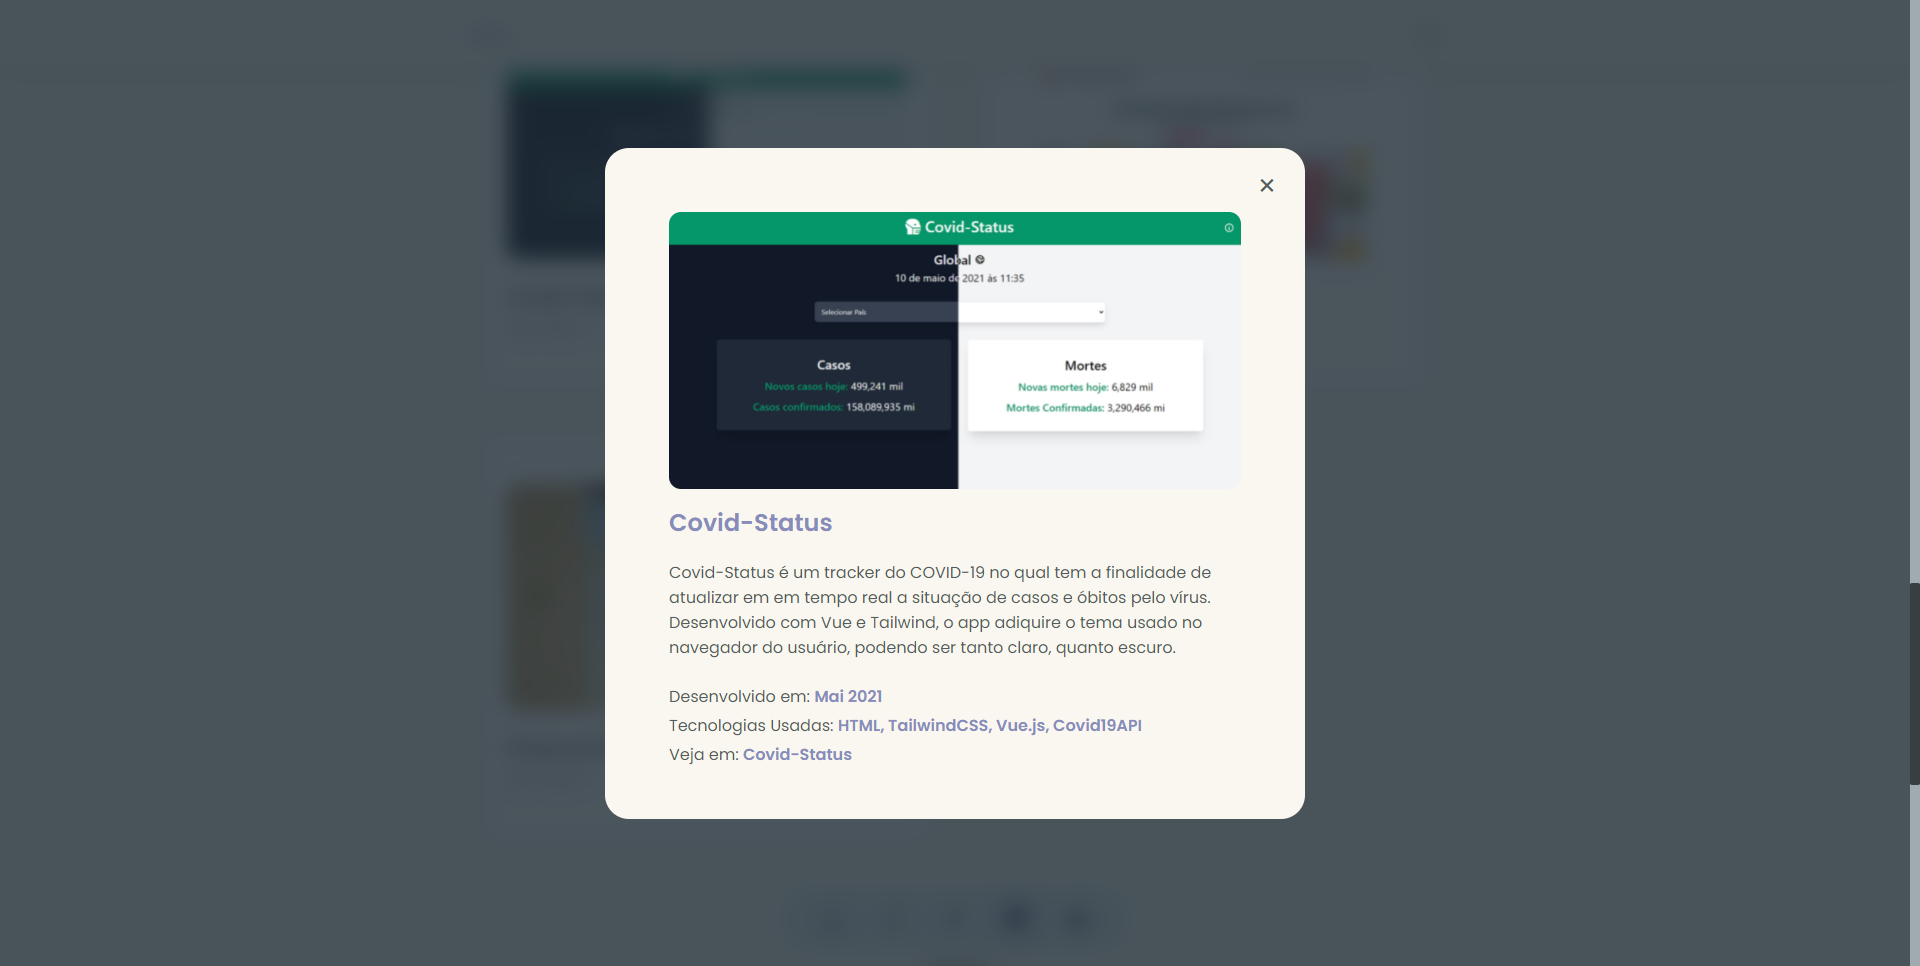 ✕
Covid-Status
Global
10 de maio de 2021 às 11:35
Selecionar País
Casos
Novos casos hoje: 499,241 mil
Casos confirmados: 158,089,935 mi
Mortes
Novas mortes hoje: 6,829 mil
Mortes Confirmadas: 3,290,466 mi
Covid-Status
Covid-Status é um tracker do COVID-19 no qual tem a finalidade de
atualizar em em tempo real a situação de casos e óbitos pelo vírus.
Desenvolvido com Vue e Tailwind, o app adiquire o tema usado no
navegador do usuário, podendo ser tanto claro, quanto escuro.
Desenvolvido em: Mai 2021
Tecnologias Usadas: HTML, TailwindCSS, Vue.js, Covid19API
Veja em: Covid-Status